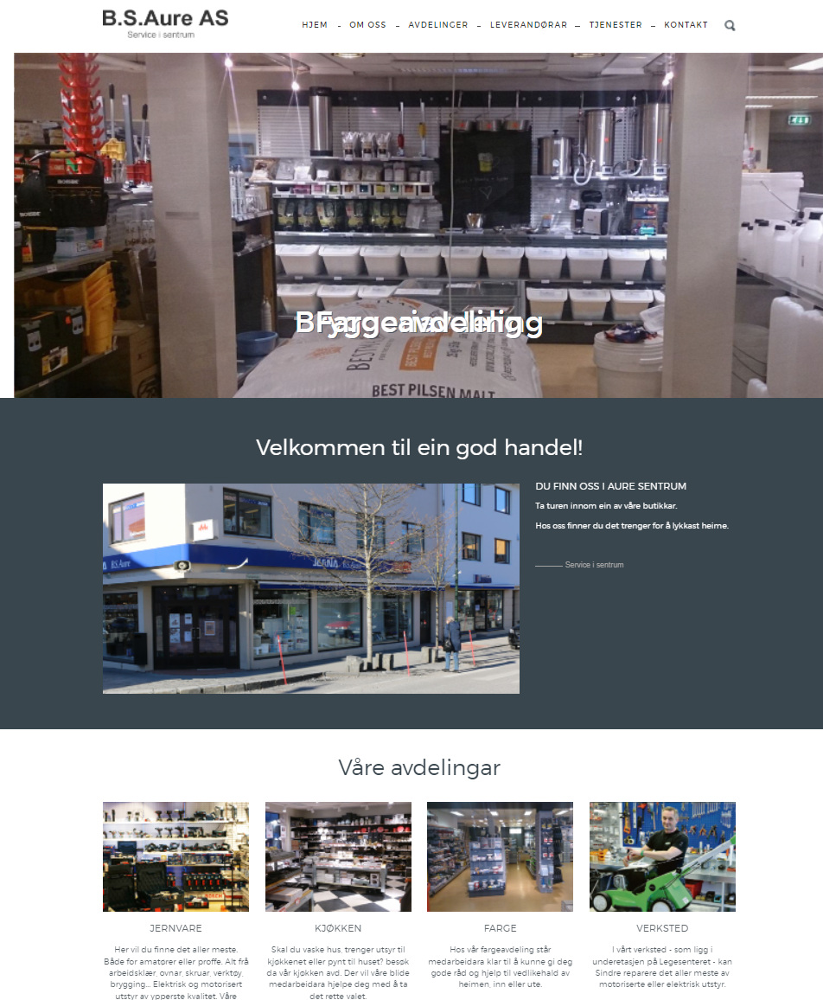 B.S.Aure AS
Service i sentrum
HJEM – OM OSS – AVDELINGER – LEVERANDØRAR – TJENESTER – KONTAKT
Fargeavdeling
BEST PILSEN MALT
Velkommen til ein god handel!
DU FINN OSS I AURE SENTRUM
Ta turen innom ein av våre butikkar.
Hos oss finner du det trenger for å lykkast heime.
Service i sentrum
B.S.Aure
JERNIA B.S.Aure
Våre avdelingar
JERNVARE
Her vil du finne det aller meste.
Både for amatører eller proffe. Alt frå
arbeidsklær, ovnar, skruar, verktøy,
brygging... Elektrisk og motorisert
utstyr av ypperste kvalitet. Våre
KJØKKEN
Skal du vaske hus, trenger utsyr til
kjøkkenet eller pynt til huset? besøk
da vår kjøkken avd. Der vil våre blide
medarbeidara hjelpe deg med å ta
det rette valet.
FARGE
Hos vår fargeavdeling står
medarbeidara klar til å kunne gi deg
gode råd og hjelp til vedlikehald av
heimen, inn eller ute.
VERKSTED
I vårt verksted - som ligg i
underetasjen på Legesenteret - kan
Sindre reparere det aller meste av
motoriserte eller elektrisk utstyr.